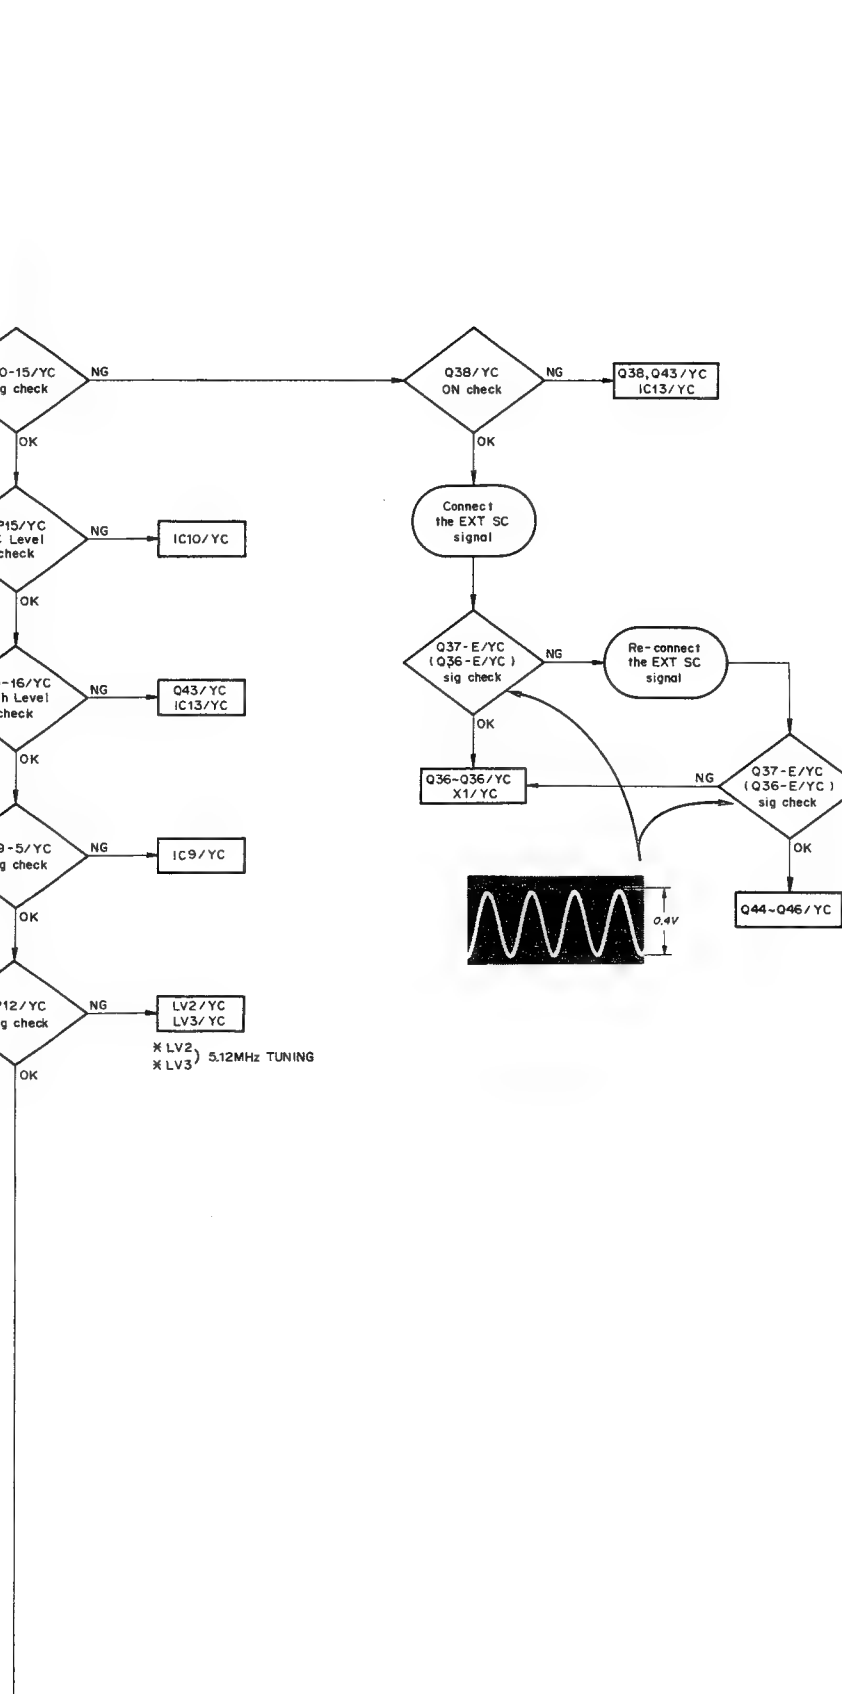 0-15/YC
g check
NG
OK
Q38/YC
ON check
NG
OK
Q38,Q43/YC
IC13/YC
P15/YC
C Level
check
NG
OK
IC10/YC
Connect
the EXT SC
signal
-16/YC
h Level
check
NG
OK
Q43/YC
IC13/YC
Q37-E/YC
(Q36-E/YC)
sig check
NG
OK
Re-connect
the EXT SC
signal
Q36~Q36/YC
X1/YC
NG
Q37-E/YC
(Q36-E/YC)
sig check
OK
Q44~Q46/YC
9-5/YC
g check
NG
OK
IC9/YC
0.4V
P12/YC
g check
NG
OK
LV2/YC
LV3/YC
※ LV2
※ LV3) 5.12MHz TUNING